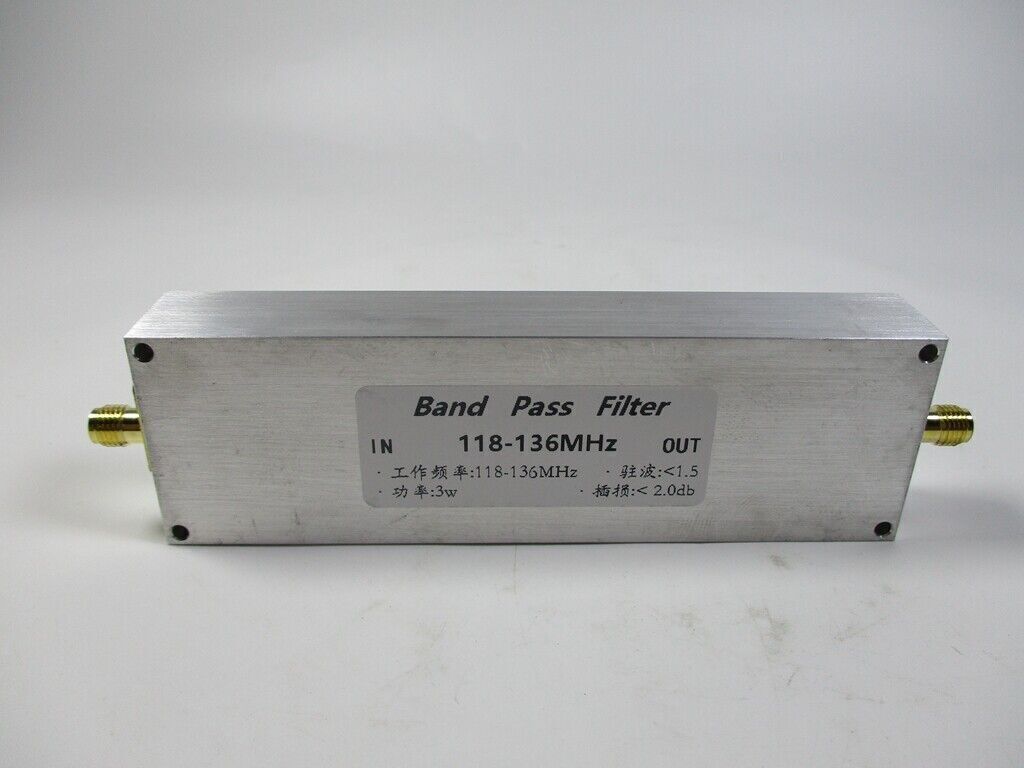 Band Pass Filter
IN 118-136MHz OUT
· 工作频率:118-136MHz · 驻波:<1.5
· 功率:3w · 插损:< 2.0db